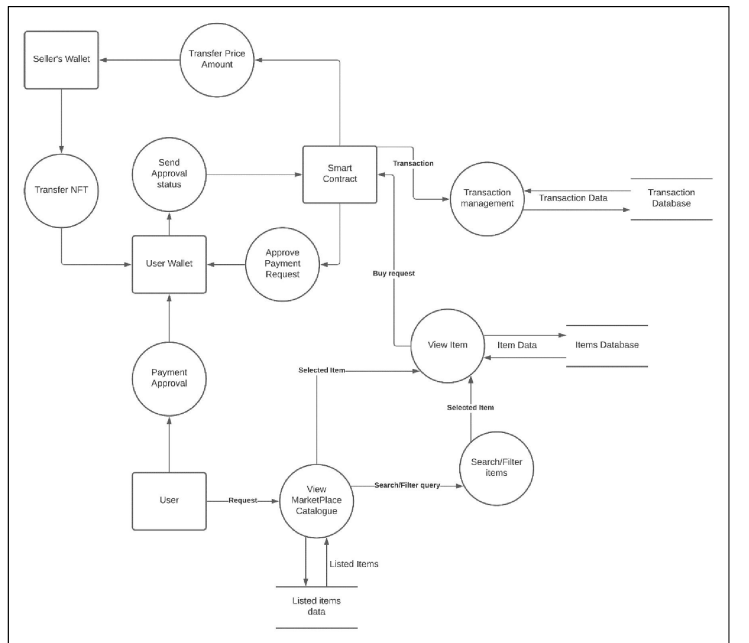 Seller's Wallet
Transfer Price
Amount
Transfer NFT
Send
Approval
status
Smart
Contract
Transaction
Transaction
management
Transaction Data
Transaction
Database
User Wallet
Approve
Payment
Request
Buy request
Payment
Approval
View Item
Item Data
Items Database
Selected Item
Selected Item
User
Request
View
MarketPlace
Catalogue
Search/Filter query
Search/Filter
items
Listed Items
Listed items
data